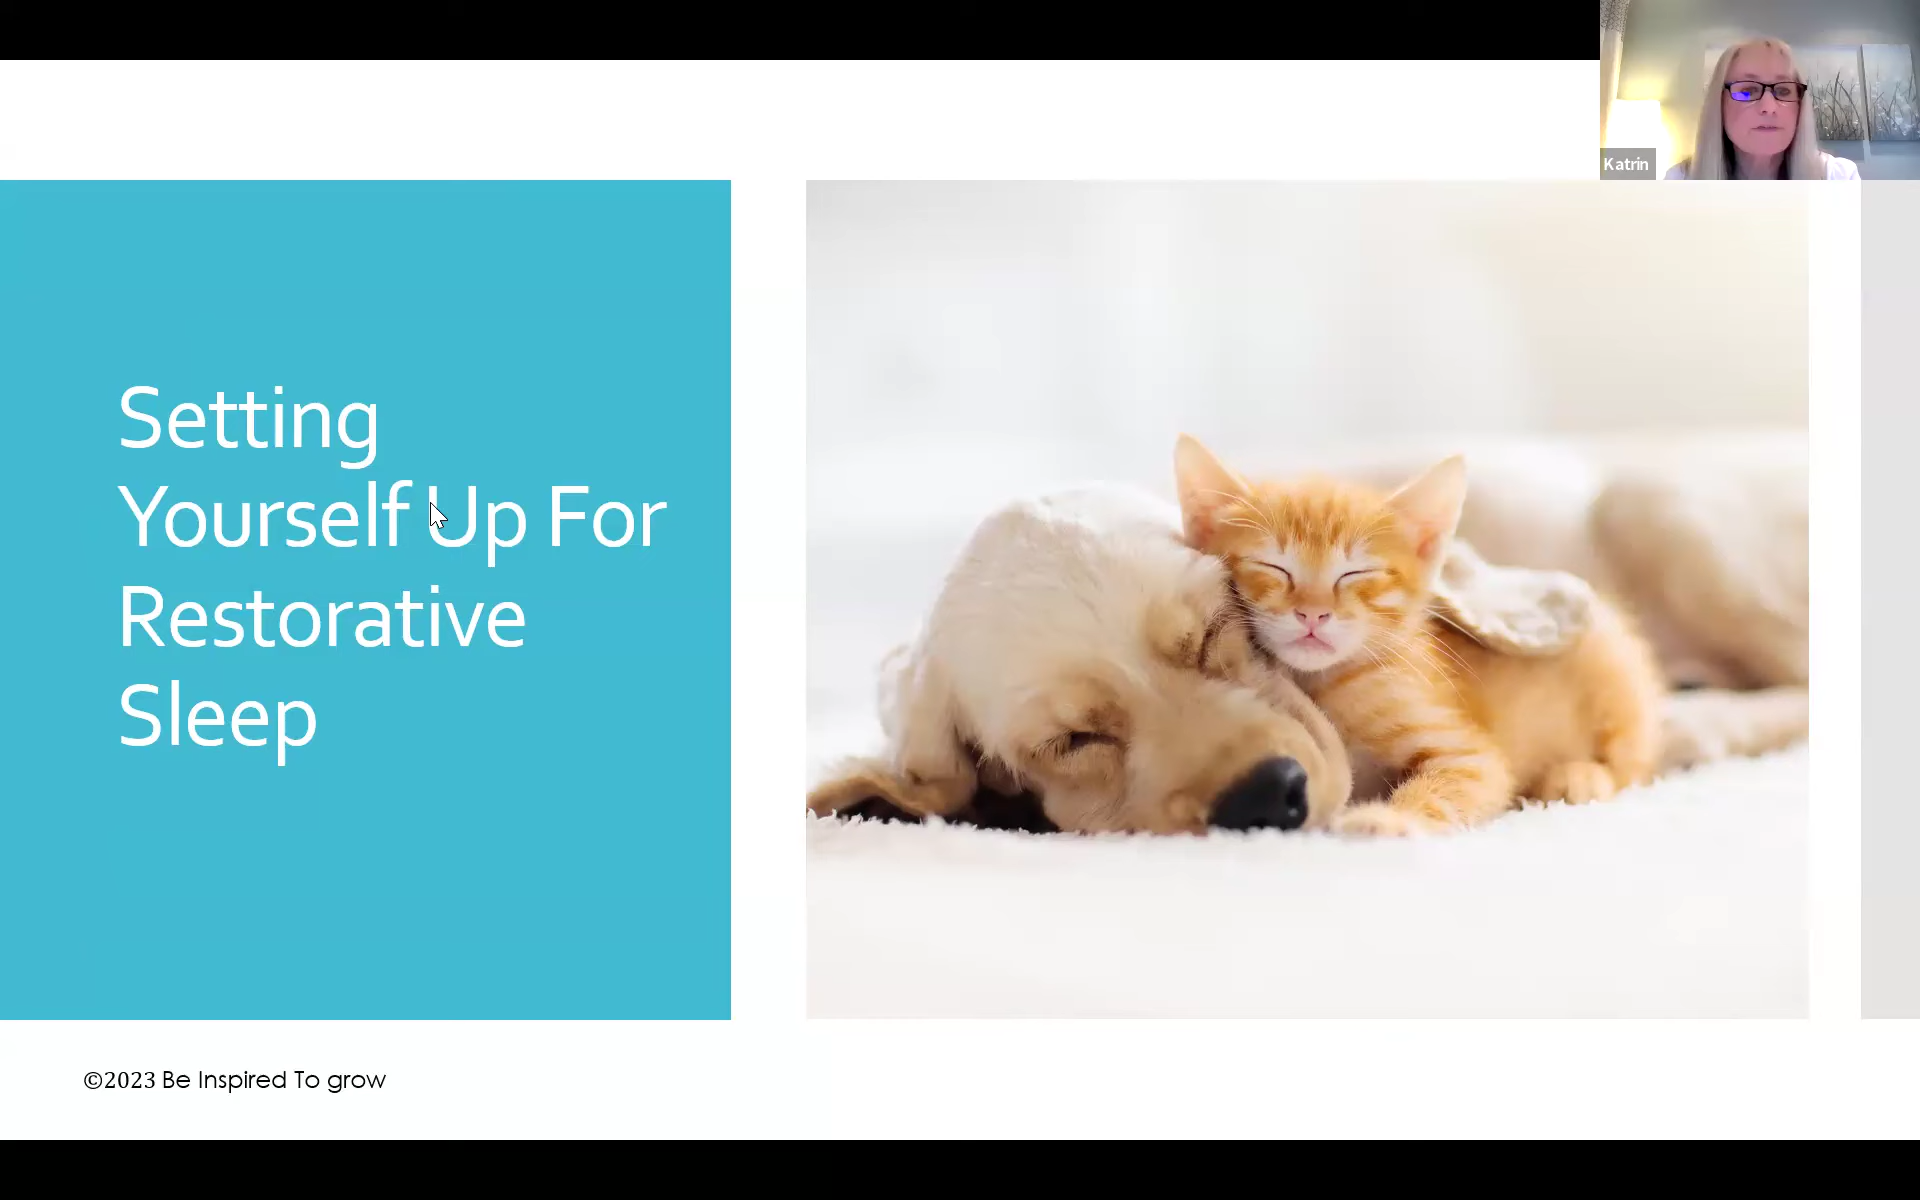 Katrin
Setting
Yourself Up For
Restorative
Sleep
©2023 Be Inspired To grow